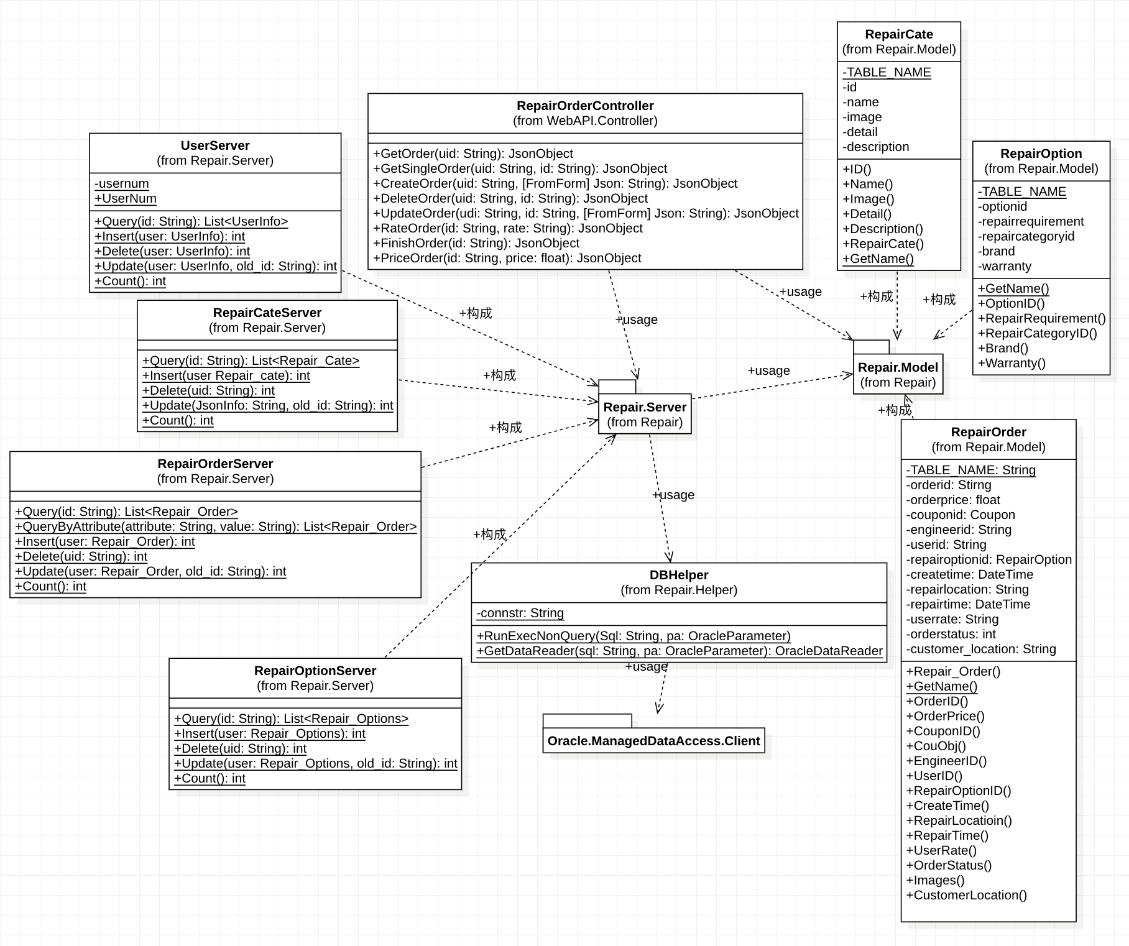 RepairCate
(from Repair.Model)
-TABLE_NAME
-id
-name
-image
-detail
-description
+ID()
+Name()
+Image()
+Detail()
+Description()
+RepairCate()
+GetName()
RepairOrderController
(from WebAPI.Controller)
+GetOrder(uid: String): JsonObject
+GetSingleOrder(uid: String, id: String): JsonObject
+CreateOrder(uid: String, [FromForm] Json: String): JsonObject
+DeleteOrder(uid: String, id: String): JsonObject
+UpdateOrder(udi: String, id: String, [FromForm] Json: String): JsonObject
+RateOrder(id: String, rate: String): JsonObject
+FinishOrder(id: String): JsonObject
+PriceOrder(id: String, price: float): JsonObject
UserServer
(from Repair.Server)
-usernum
+UserNum
+Query(id: String): List<UserInfo>
+Insert(user: UserInfo): int
+Delete(user: UserInfo): int
+Update(user: UserInfo, old_id: String): int
+Count(): int
RepairOption
(from Repair.Model)
-TABLE_NAME
-optionid
-repairrequirement
-repaircategoryid
-brand
-warranty
+GetName()
+OptionID()
+RepairRequirement()
+RepairCategoryID()
+Brand()
+Warranty()
+构成
+usage
+usage
+构成
+构成
RepairCateServer
(from Repair.Server)
+Query(id: String): List<Repair_Cate>
+Insert(user Repair_cate): int
+Delete(uid: String): int
+Update(JsonInfo: String, old_id: String): int
+Count(): int
+构成
+usage
Repair.Model
(from Repair)
+构成
Repair.Server
(from Repair)
+构成
RepairOrderServer
(from Repair.Server)
+Query(id: String): List<Repair_Order>
+QueryByAttribute(attribute: String, value: String): List<Repair_Order>
+Insert(user: Repair_Order): int
+Delete(uid: String): int
+Update(user: Repair_Order, old_id: String): int
+Count(): int
+构成
+usage
RepairOrder
(from Repair.Model)
-TABLE_NAME: String
-orderid: Stirng
-orderprice: float
-couponid: Coupon
-engineerid: String
-userid: String
-repairoptionid: RepairOption
-createtime: DateTime
-repairlocation: String
-repairtime: DateTime
-userrate: String
-orderstatus: int
-customer_location: String
+Repair_Order()
+GetName()
+OrderID()
+OrderPrice()
+CouponID()
+CouObj()
+EngineerID()
+UserID()
+RepairOptionID()
+CreateTime()
+RepairLocatioin()
+RepairTime()
+UserRate()
+OrderStatus()
+Images()
+CustomerLocation()
DBHelper
(from Repair.Helper)
-connstr: String
+RunExecNonQuery(Sql: String, pa: OracleParameter)
+GetDataReader(sql: String, pa: OracleParameter): OracleDataReader
+usage
RepairOptionServer
(from Repair.Server)
+Query(id: String): List<Repair_Options>
+Insert(user: Repair_Options): int
+Delete(uid: String): int
+Update(user: Repair_Options, old_id: String): int
+Count(): int
Oracle.ManagedDataAccess.Client